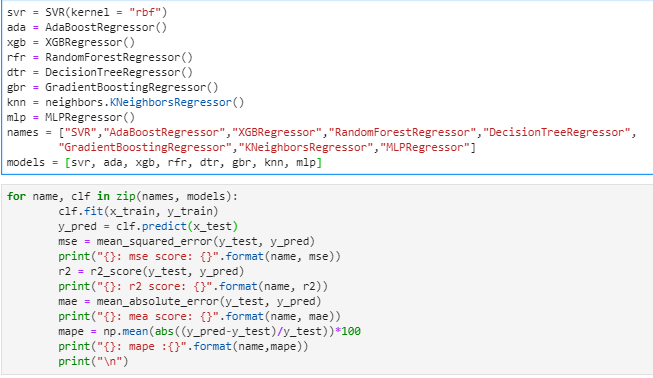 svr = SVR(kernel = "rbf")
ada = AdaBoostRegressor()
xgb = XGBRegressor()
rfr = RandomForestRegressor()
dtr = DecisionTreeRegressor()
gbr = GradientBoostingRegressor()
knn = neighbors.KNeighborsRegressor()
mlp = MLPRegressor()
names = ["SVR","AdaBoostRegressor","XGBRegressor","RandomForestRegressor","DecisionTreeRegressor",
"GradientBoostingRegressor","KNeighborsRegressor","MLPRegressor"]
models = [svr, ada, xgb, rfr, dtr, gbr, knn, mlp]
for name, clf in zip(names, models):
clf.fit(x_train, y_train)
y_pred = clf.predict(x_test)
mse = mean_squared_error(y_test, y_pred)
print("{}: mse score: {}".format(name, mse))
r2 = r2_score(y_test, y_pred)
print("{}: r2 score: {}".format(name, r2))
mae = mean_absolute_error(y_test, y_pred)
print("{}: mea score: {}".format(name, mae))
mape = np.mean(abs((y_pred-y_test)/y_test))*100
print("{}: mape :{}".format(name,mape))
print("\n")